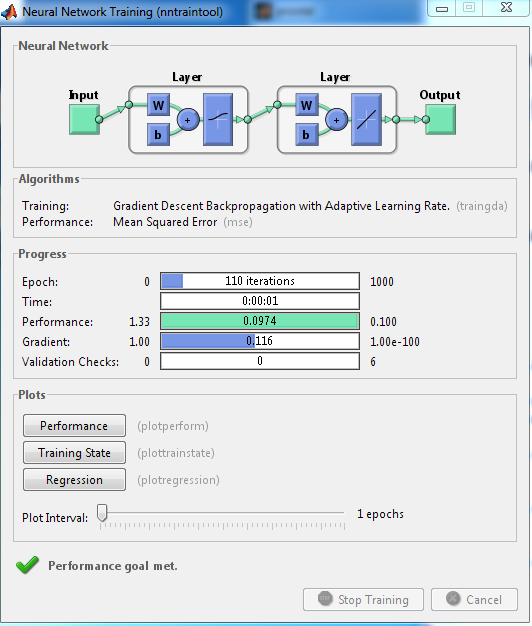 Neural Network Training (nntraintool)
Neural Network
Layer Layer
Input Output
W W
b b
+ +
Algorithms
Training: Gradient Descent Backpropagation with Adaptive Learning Rate. (traingda)
Performance: Mean Squared Error (mse)
Progress
Epoch: 0 110 iterations 1000
Time: 0:00:01
Performance: 1.33 0.0974 0.100
Gradient: 1.00 0.116 1.00e-100
Validation Checks: 0 0 6
Plots
Performance (plotperform)
Training State (plottrainstate)
Regression (plotregression)
Plot Interval: 1 epochs
Performance goal met.
Stop Training Cancel